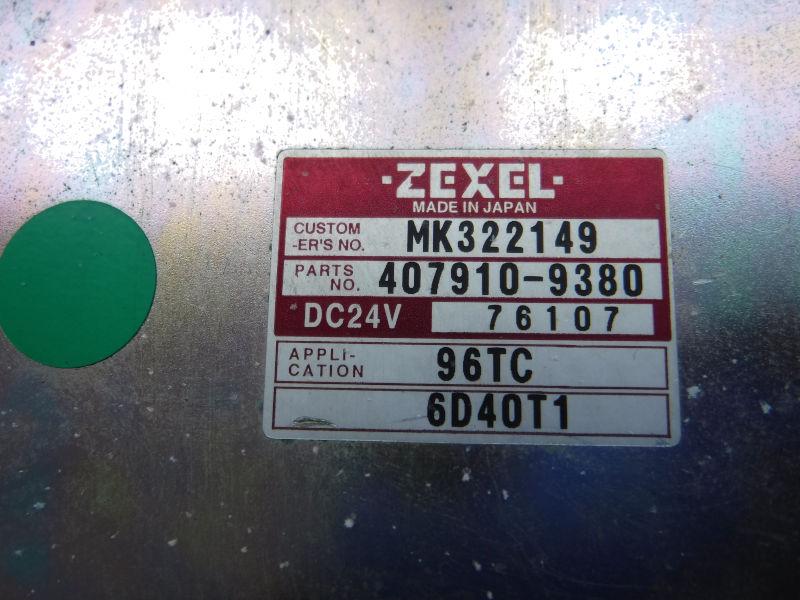 ·ZEXEL·
MADE IN JAPAN
CUSTOM
-ER'S NO. MK322149
PARTS
NO. 407910-9380
DC24V 76107
APPLI-
CATION 96TC
6D40T1